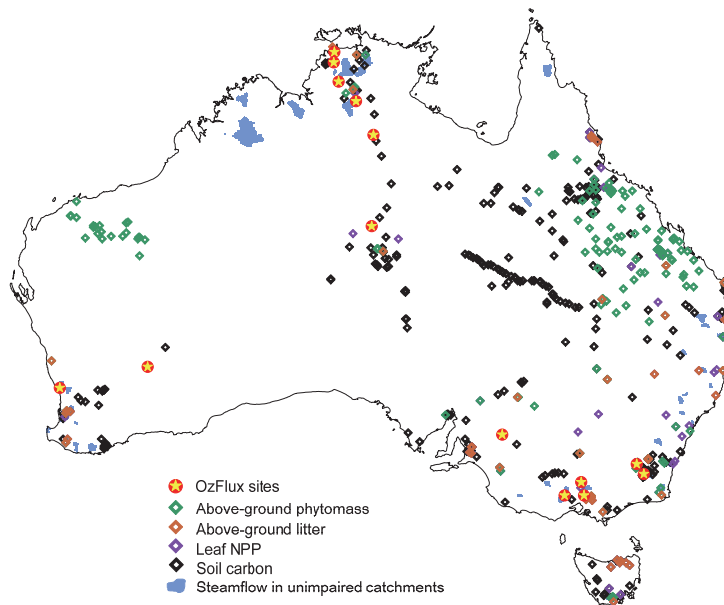 OzFlux sites
Above-ground phytomass
Above-ground litter
Leaf NPP
Soil carbon
Steamflow in unimpaired catchments